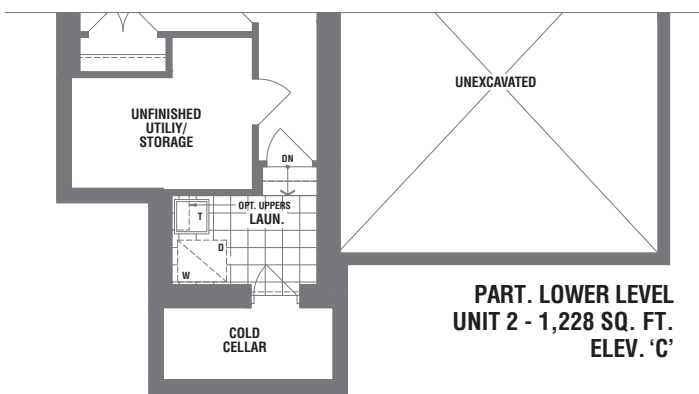 UNEXCAVATED
UNFINISHED
UTILIY/
STORAGE
DN
OPT. UPPERS
LAUN.
T
D
W
COLD
CELLAR
PART. LOWER LEVEL
UNIT 2 - 1,228 SQ. FT.
ELEV. ‘C’